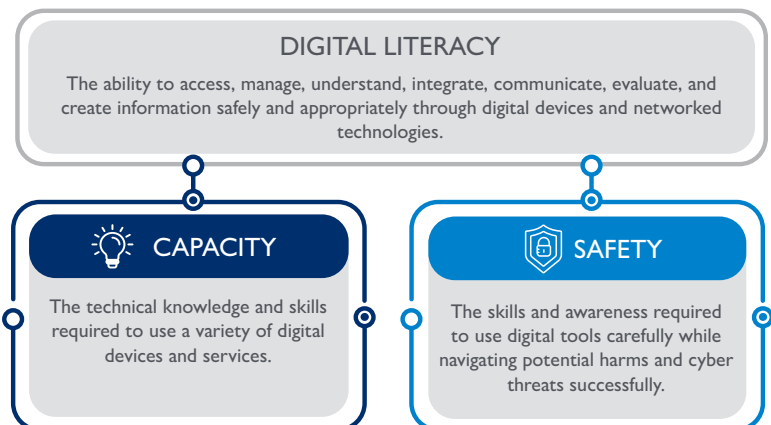 DIGITAL LITERACY
The ability to access, manage, understand, integrate, communicate, evaluate, and
create information safely and appropriately through digital devices and networked
technologies.
CAPACITY
The technical knowledge and skills
required to use a variety of digital
devices and services.
SAFETY
The skills and awareness required
to use digital tools carefully while
navigating potential harms and cyber
threats successfully.